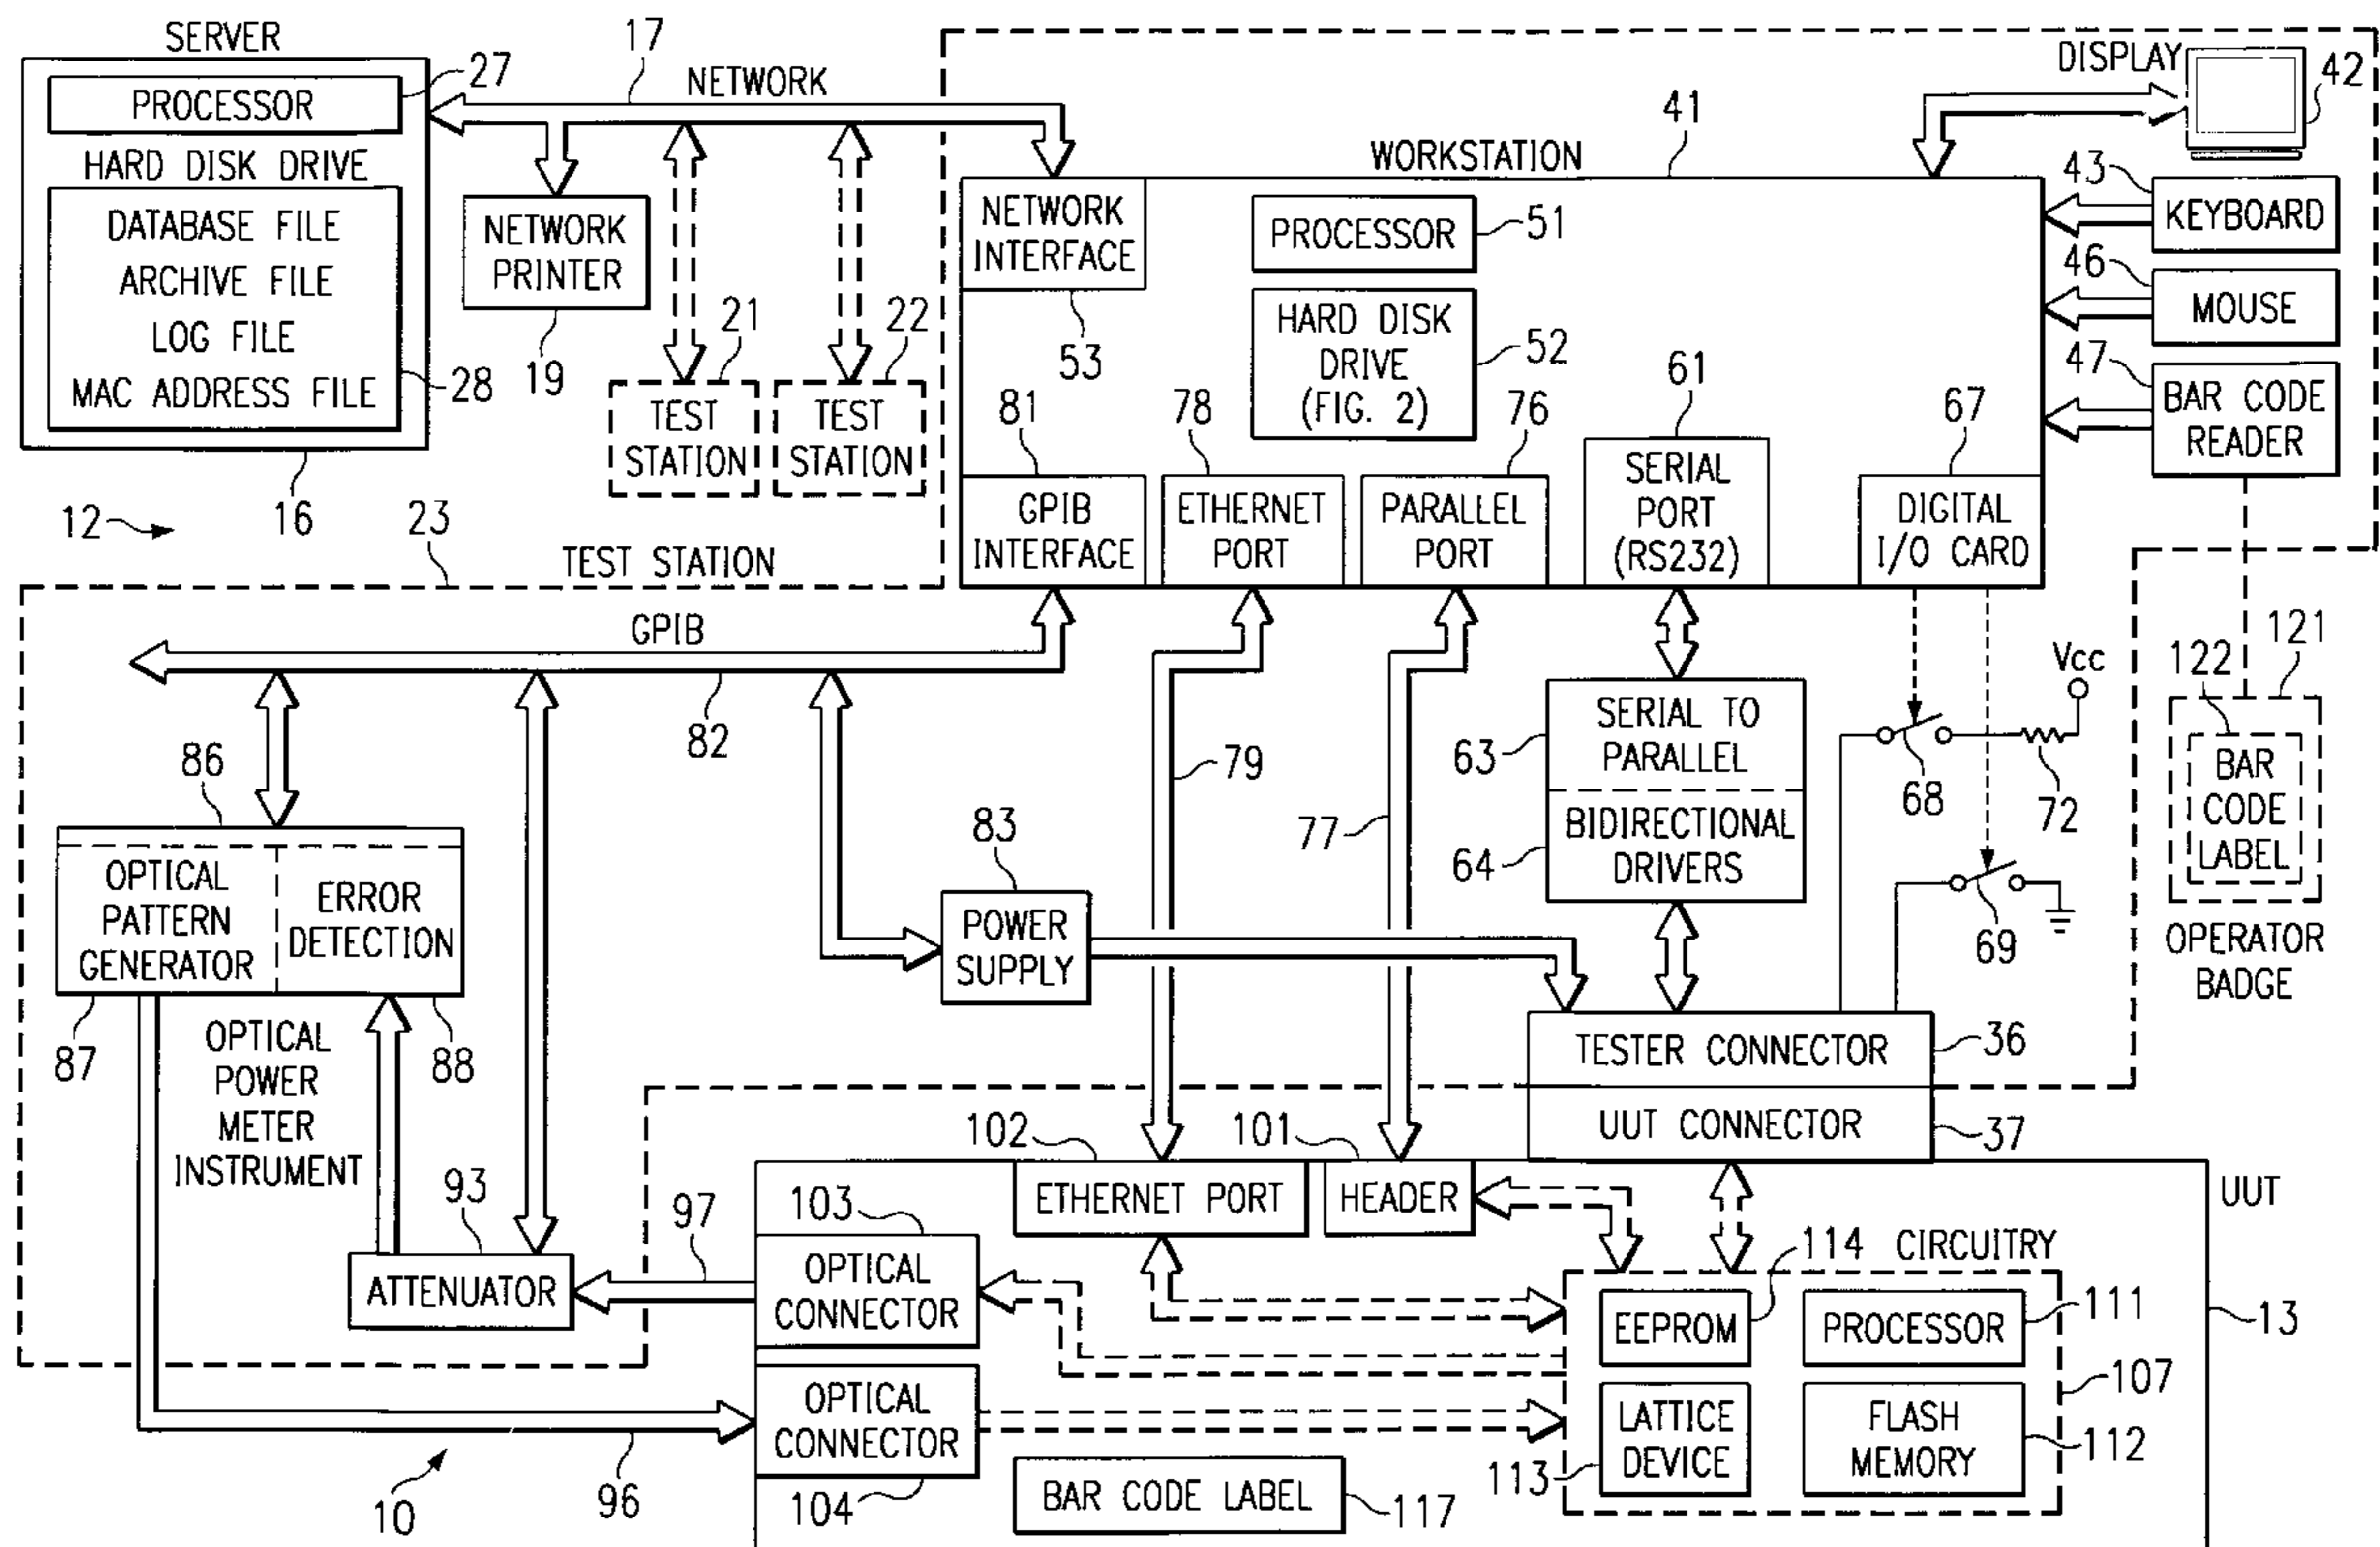 SERVER
27
PROCESSOR
HARD DISK DRIVE
DATABASE FILE
ARCHIVE FILE
LOG FILE
MAC ADDRESS FILE
28
16
12
17
NETWORK
NETWORK
PRINTER
19
21
TEST
STATION
22
TEST
STATION
23
TEST STATION
DISPLAY
42
41
WORKSTATION
NETWORK
INTERFACE
53
PROCESSOR
51
HARD DISK
DRIVE
(FIG. 2)
52
43
KEYBOARD
46
MOUSE
47
BAR CODE
READER
81
GPIB
INTERFACE
78
ETHERNET
PORT
76
PARALLEL
PORT
61
SERIAL
PORT
(RS232)
67
DIGITAL
I/O CARD
GPIB
82
79
77
SERIAL TO
PARALLEL
63
BIDIRECTIONAL
DRIVERS
64
68
Vcc
72
69
122
121
BAR
CODE
LABEL
OPERATOR
BADGE
86
OPTICAL
PATTERN
GENERATOR
ERROR
DETECTION
87
88
OPTICAL
POWER
METER
INSTRUMENT
83
POWER
SUPPLY
TESTER CONNECTOR
36
UUT CONNECTOR
37
93
ATTENUATOR
97
102
ETHERNET PORT
101
HEADER
UUT
103
OPTICAL
CONNECTOR
OPTICAL
CONNECTOR
104
96
10
114
CIRCUITRY
EEPROM
PROCESSOR
111
13
107
LATTICE
DEVICE
113
FLASH
MEMORY
112
BAR CODE LABEL
117